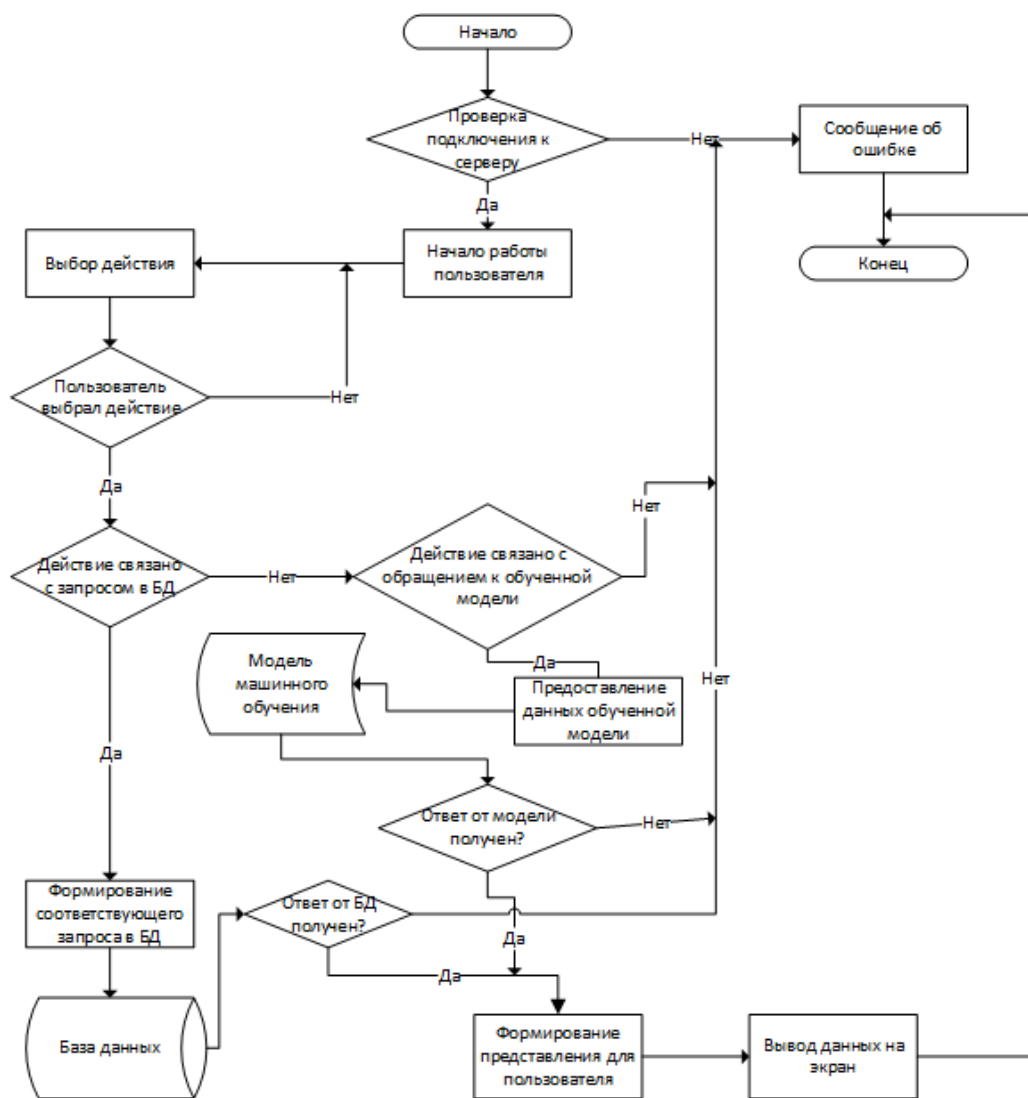 Начало
Проверка
подключения к
серверу
Нет
Сообщение об
ошибке
Да
Начало работы
пользователя
Выбор действия
Конец
Пользователь
выбрал действие
Нет
Да
Действие связано
с запросом в БД
Нет
Действие связано с
обращением к обученной
модели
Нет
Да
Модель
машинного
обучения
Предоставление
данных обученной
модели
Нет
Да
Ответ от модели
получен?
Нет
Формирование
соответствующего
запроса в БД
Ответ от БД
получен?
Да
Да
База данных
Формирование
представления для
пользователя
Вывод данных на
экран